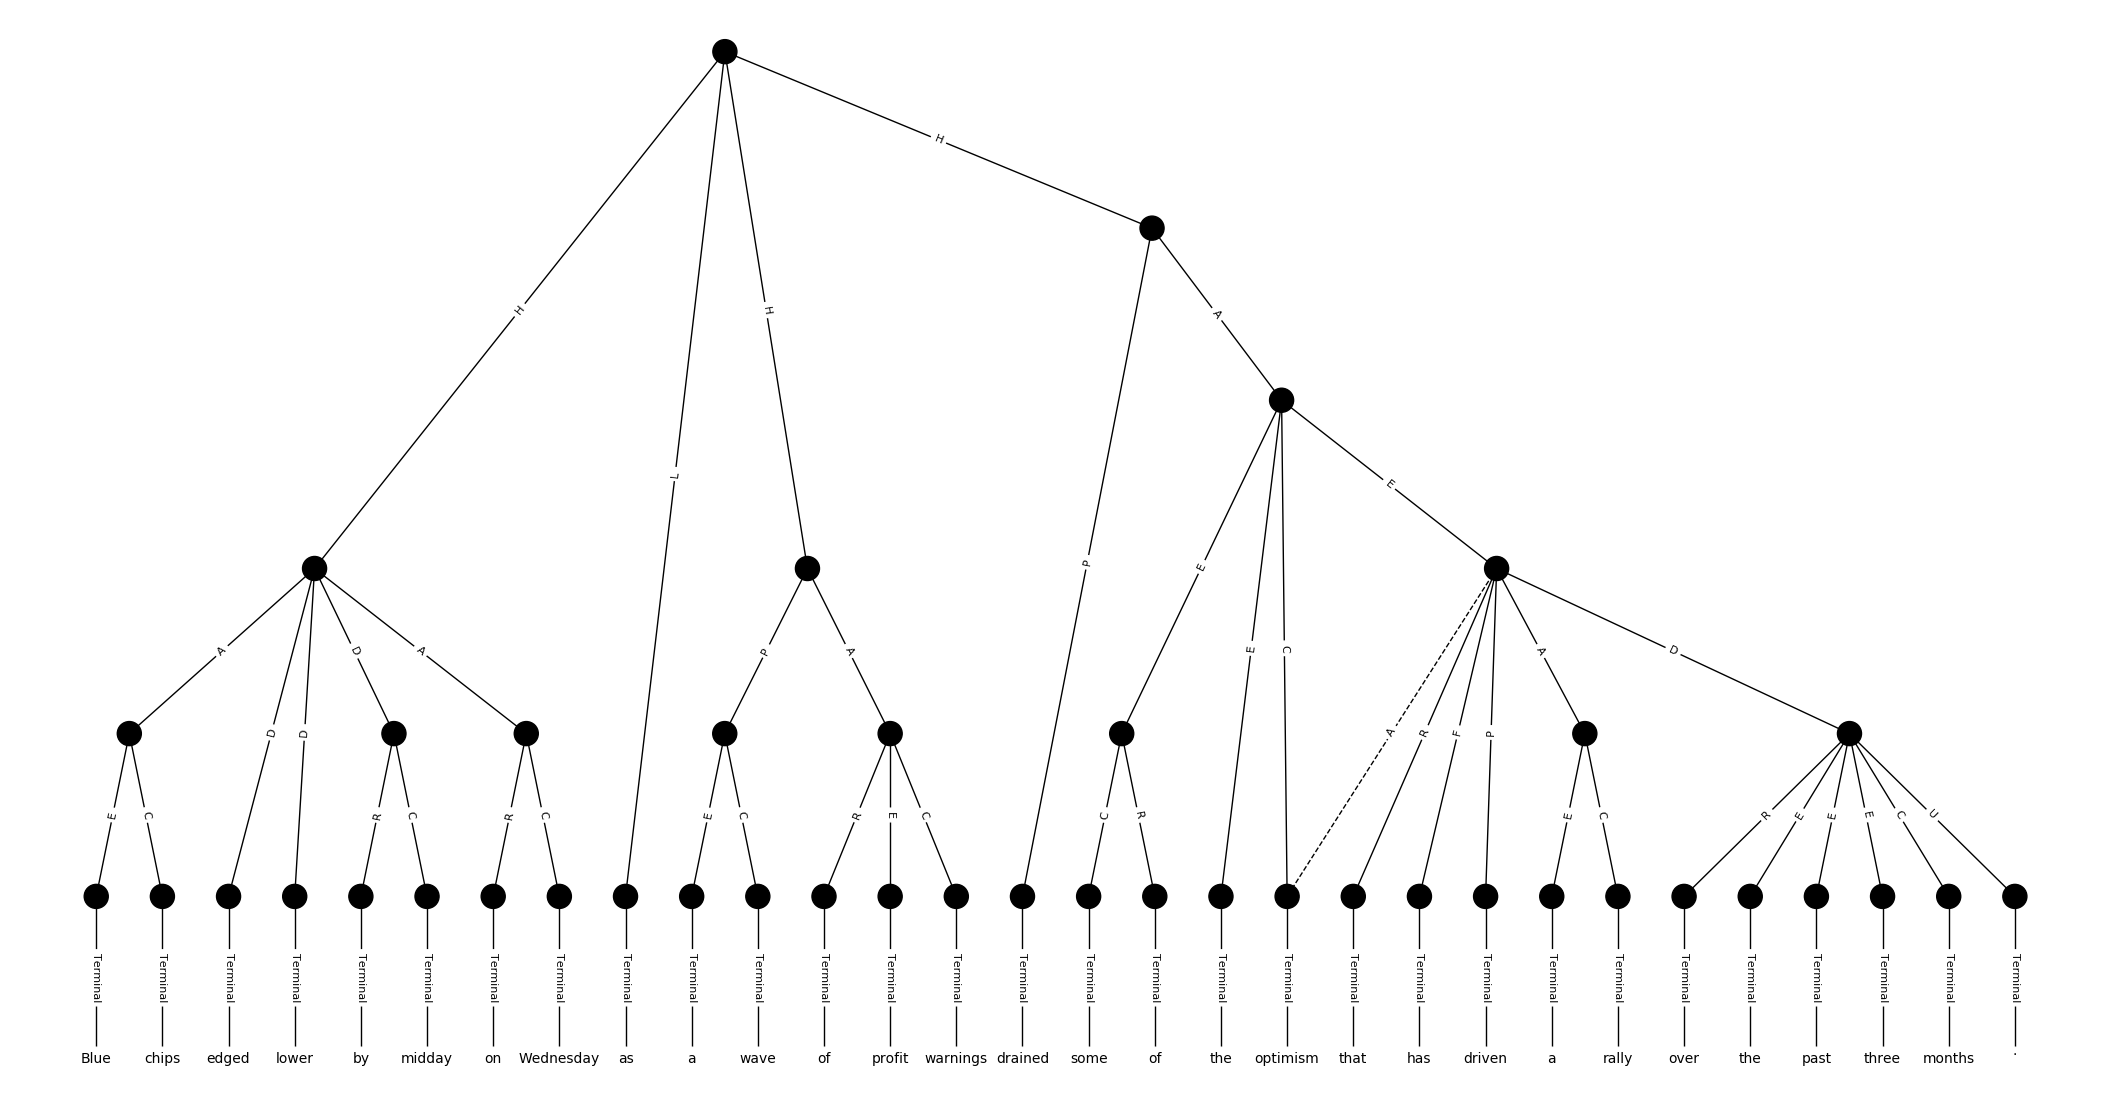 H
H
A
H
L
E
P
E
A
D
D
D
A
P
A
E
C
A
R
F
P
A
D
E
C
R
C
R
C
E
C
R
E
C
C
R
E
C
R
E
E
E
C
U
Terminal Terminal Terminal Terminal Terminal Terminal Terminal Terminal Terminal Terminal Terminal Terminal Terminal Terminal Terminal Terminal Terminal Terminal Terminal Terminal Terminal Terminal Terminal Terminal Terminal Terminal Terminal Terminal Terminal Terminal
Blue chips edged lower by midday on Wednesday as a wave of profit warnings drained some of the optimism that has driven a rally over the past three months .